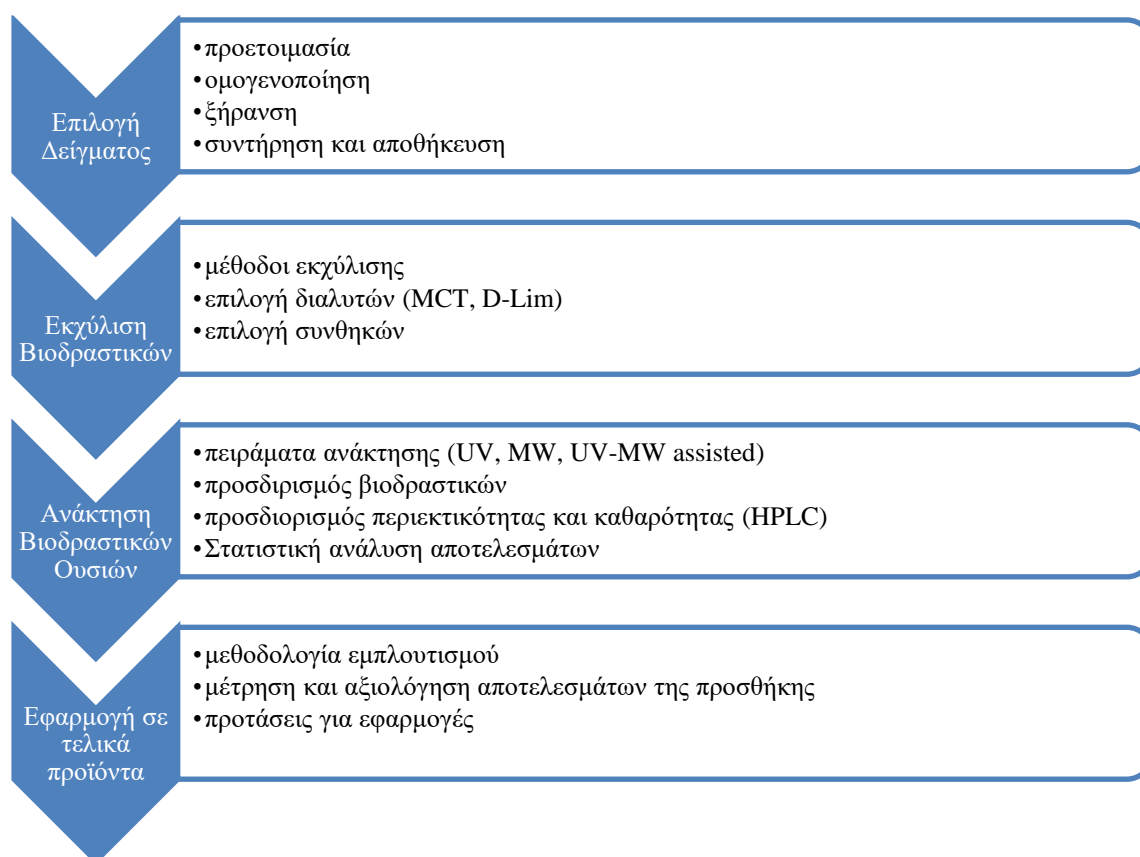 Επιλογή
Δείγματος
•προετοιμασία
•ομογενοποίηση
•ξήρανση
•συντήρηση και αποθήκευση
Εκχύλιση
Βιοδραστικών
•μέθοδοι εκχύλισης
•επιλογή διαλυτών (MCT, D-Lim)
•επιλογή συνθηκών
Ανάκτηση
Βιοδραστικών
Ουσιών
•πειράματα ανάκτησης (UV, MW, UV-MW assisted)
•προσδιρισμός βιοδραστικών
•προσδιορισμός περιεκτικότητας και καθαρότητας (HPLC)
•Στατιστική ανάλυση αποτελεσμάτων
Εφαρμογή σε
τελικά
προϊόντα
•μεθοδολογία εμπλουτισμού
•μέτρηση και αξιολόγηση αποτελεσμάτων της προσθήκης
•προτάσεις για εφαρμογές